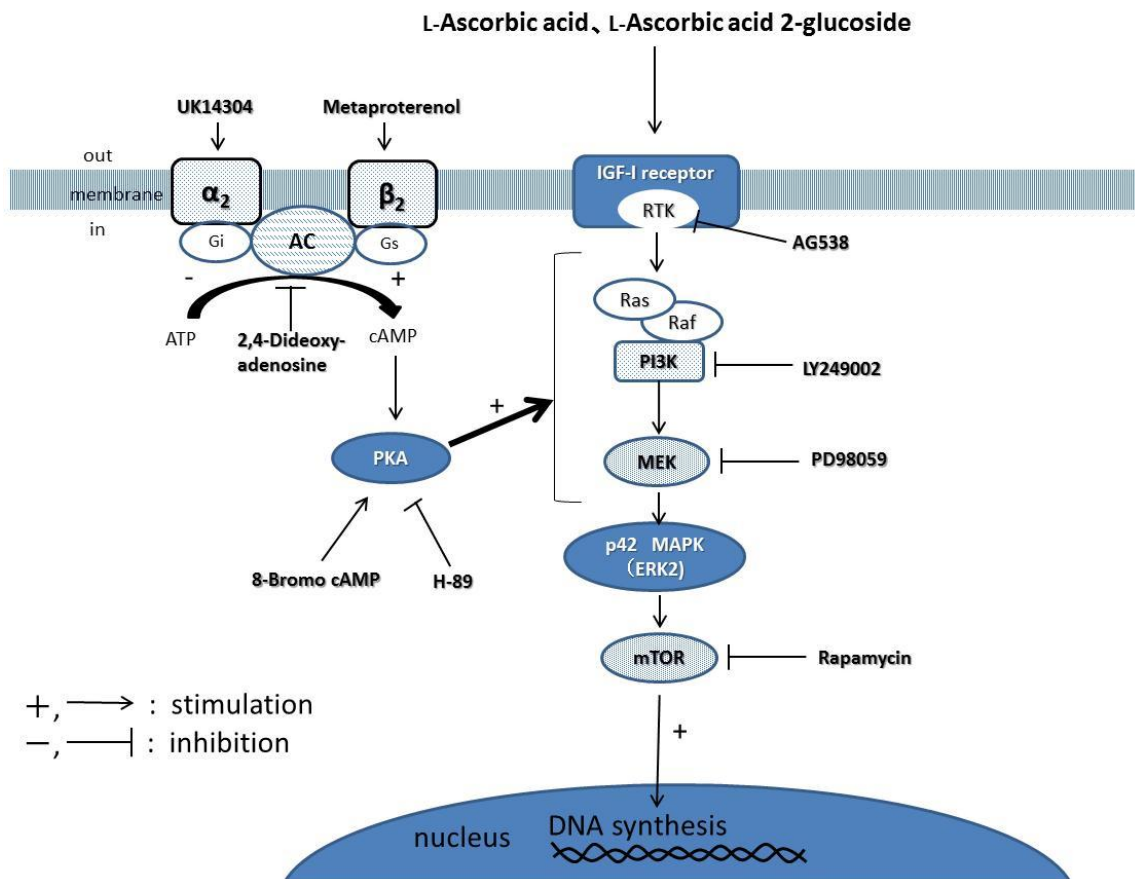 L-Ascorbic acid、L-Ascorbic acid 2-glucoside
UK14304
Metaproterenol
out
membrane
in
α2
β2
Gi
AC
Gs
-
+
ATP
cAMP
2,4-Dideoxy-
adenosine
IGF-I receptor
RTK
AG538
Ras
Raf
PI3K
LY249002
+
PKA
MEK
PD98059
8-Bromo cAMP
H-89
p42 MAPK
（ERK2)
mTOR
Rapamycin
+
+, : stimulation
−, : inhibition
nucleus
DNA synthesis